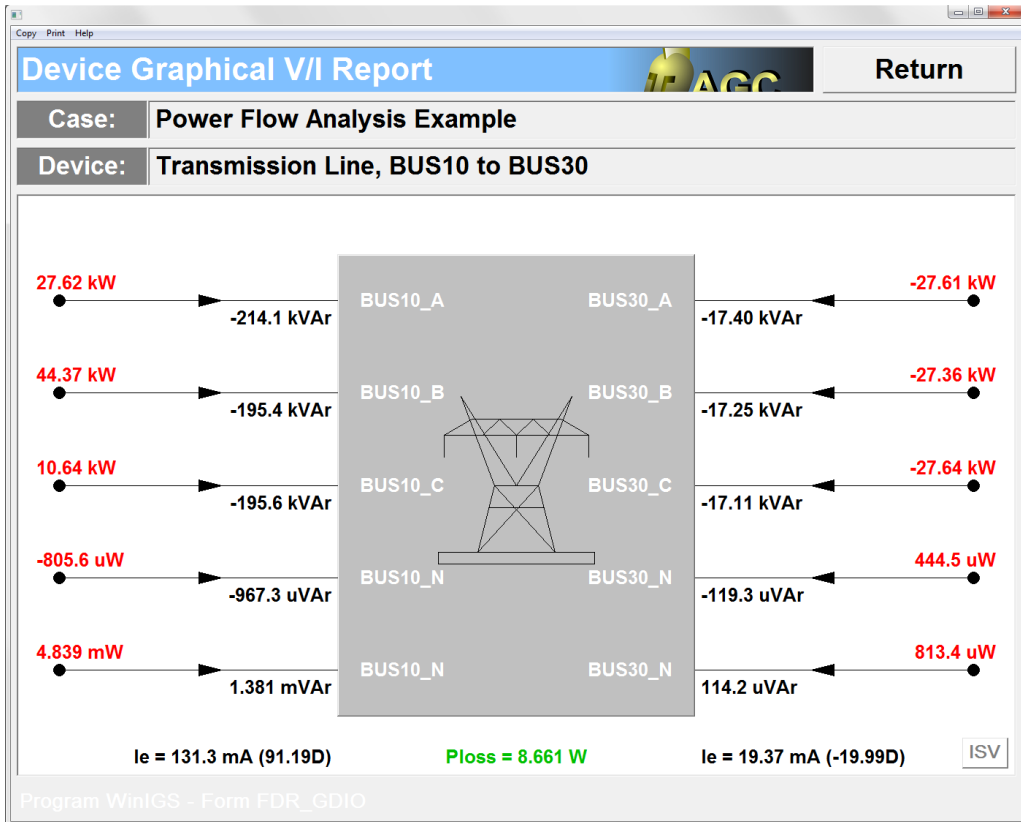 Copy Print Help
Device Graphical V/I Report AGC Return
Case: Power Flow Analysis Example
Device: Transmission Line, BUS10 to BUS30
27.62 kW BUS10_A BUS30_A -27.61 kW
-214.1 kVAr -17.40 kVAr
44.37 kW BUS10_B BUS30_B -27.36 kW
-195.4 kVAr -17.25 kVAr
10.64 kW BUS10_C BUS30_C -27.64 kW
-195.6 kVAr -17.11 kVAr
-805.6 uW BUS10_N BUS30_N 444.5 uW
-967.3 uVAr -119.3 uVAr
4.839 mW BUS10_N BUS30_N 813.4 uW
1.381 mVAr 114.2 uVAr
Ie = 131.3 mA (91.19D) Ploss = 8.661 W Ie = 19.37 mA (-19.99D) ISV
Program WinIGS - Form FDR_GDIO